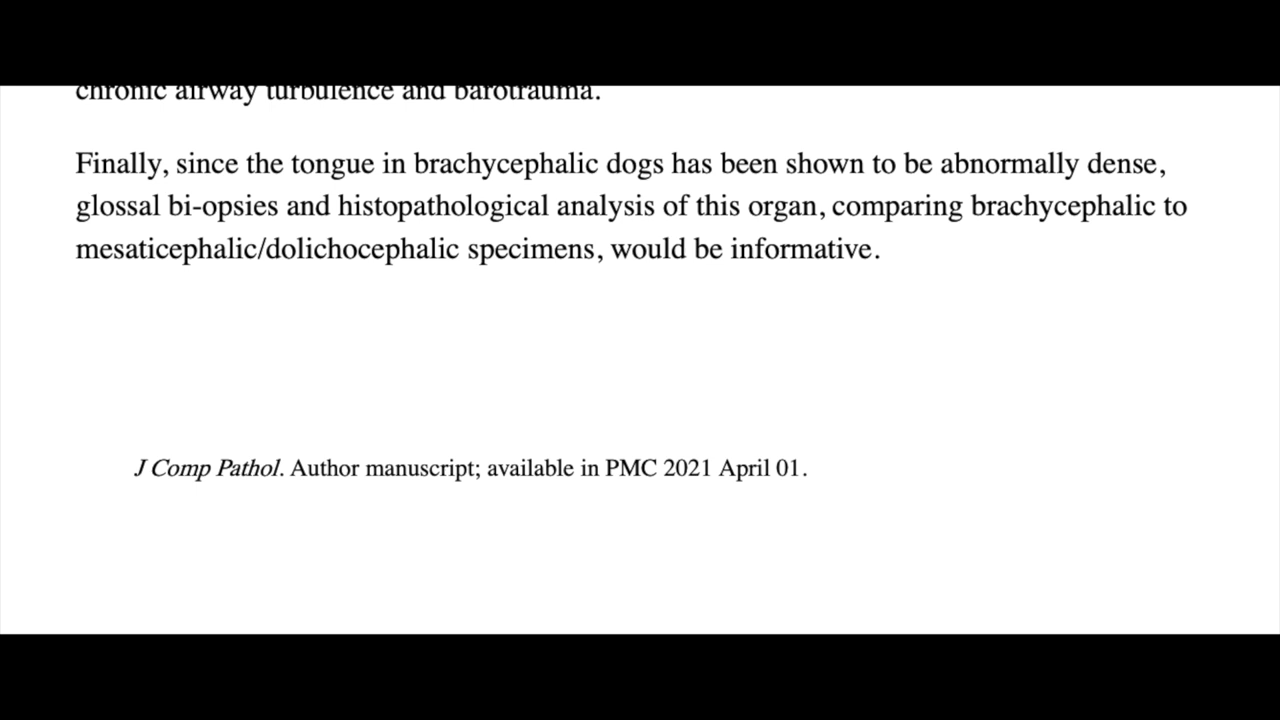 chronic airway turbulence and barotrauma.
Finally, since the tongue in brachycephalic dogs has been shown to be abnormally dense,
glossal bi-opsies and histopathological analysis of this organ, comparing brachycephalic to
mesaticephalic/dolichocephalic specimens, would be informative.
J Comp Pathol. Author manuscript; available in PMC 2021 April 01.